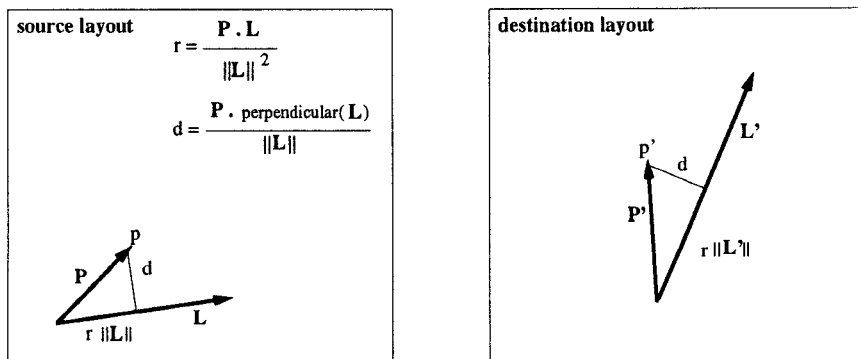 source layout
r = P . L / ||L|| 2
d = P . perpendicular( L ) / ||L||
p
P
d
L
r ||L||
destination layout
L'
p'
d
P'
r ||L'||